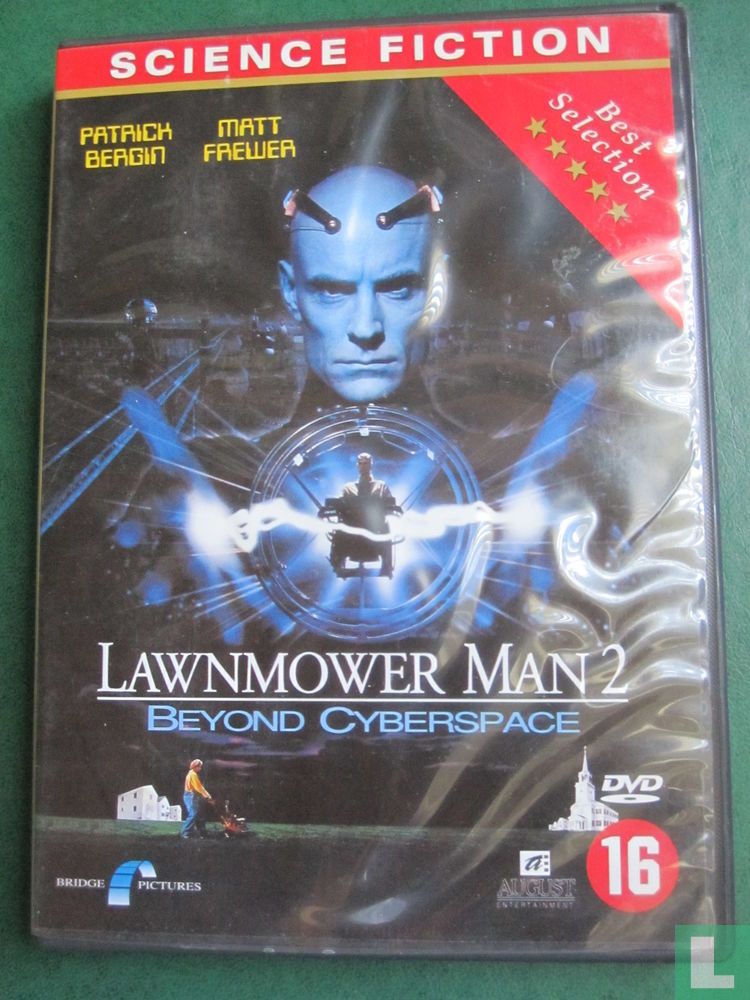 SCIENCE FICTION
Best
Selection
PATRICK
BERGIN
MATT
FREWER
LAWNMOWER MAN 2
BEYOND CYBERSPACE
DVD
16
BRIDGE PICTURES
a E
AUGUST
ENTERTAINMENT
L